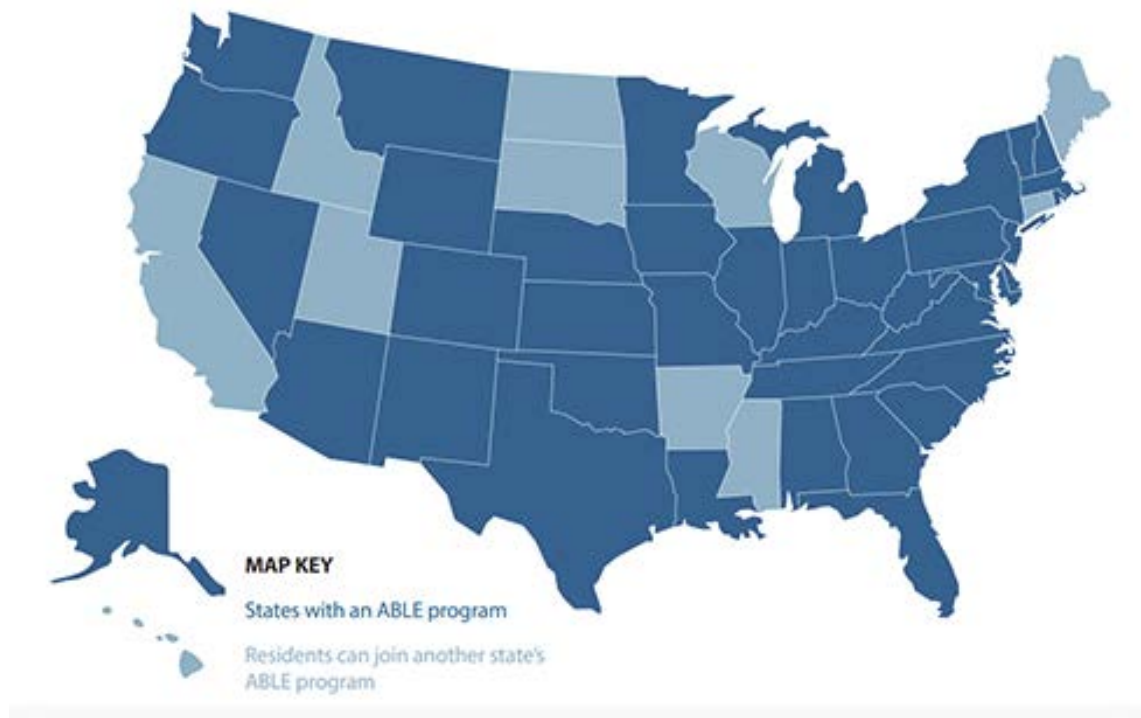 MAP KEY
States with an ABLE program
Residents can join another state's
ABLE program